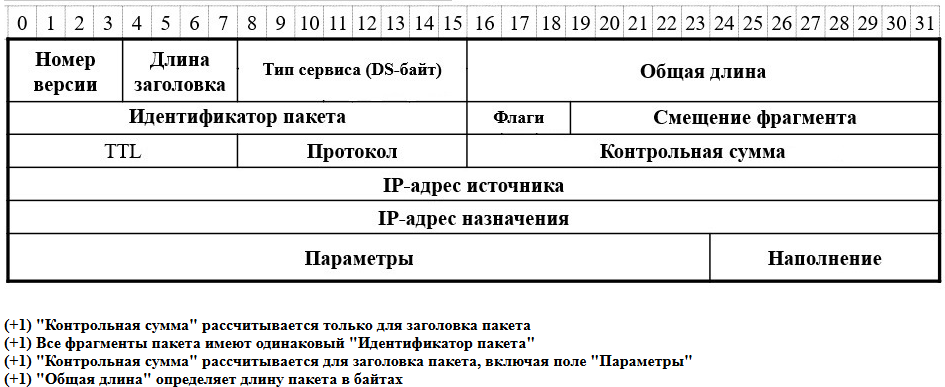 0 1 2 3 4 5 6 7 8 9 10 11 12 13 14 15 16 17 18 19 20 21 22 23 24 25 26 27 28 29 30 31
Номер версии Длина заголовка Тип сервиса (DS-байт) Общая длина
Идентификатор пакета Флаги Смещение фрагмента
TTL Протокол Контрольная сумма
IP-адрес источника
IP-адрес назначения
Параметры Наполнение
(+1) "Контрольная сумма" рассчитывается только для заголовка пакета
(+1) Все фрагменты пакета имеют одинаковый "Идентификатор пакета"
(+1) "Контрольная сумма" рассчитывается для заголовка пакета, включая поле "Параметры"
(+1) "Общая длина" определяет длину пакета в байтах